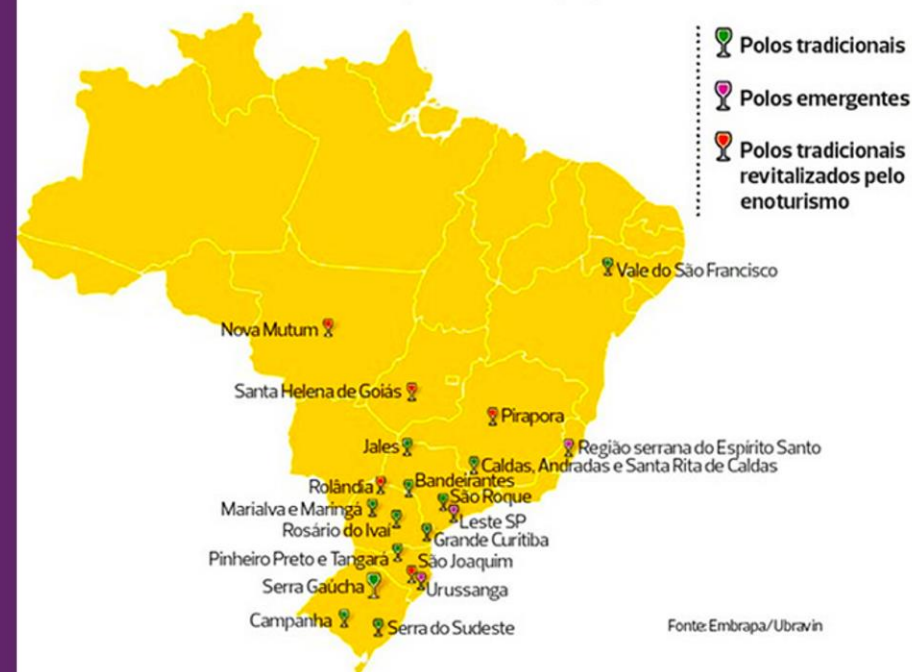 Polos tradicionais
Polos emergentes
Polos tradicionais
revitalizados pelo
enoturismo
Vale do São Francisco
Nova Mutum
Santa Helena de Goiás
Pirapora
Jales
Região serrana do Espírito Santo
Caldas, Andradas e Santa Rita de Caldas
Rolândia
Bandeirantes
São Roque
Marialva e Maringá
Leste SP
Rosário do Ivaí
Grande Curitiba
Pinheiro Preto e Tangará
São Joaquim
Serra Gaúcha
Urussanga
Campanha
Serra do Sudeste
Fonte: Embrapa/Ubravin